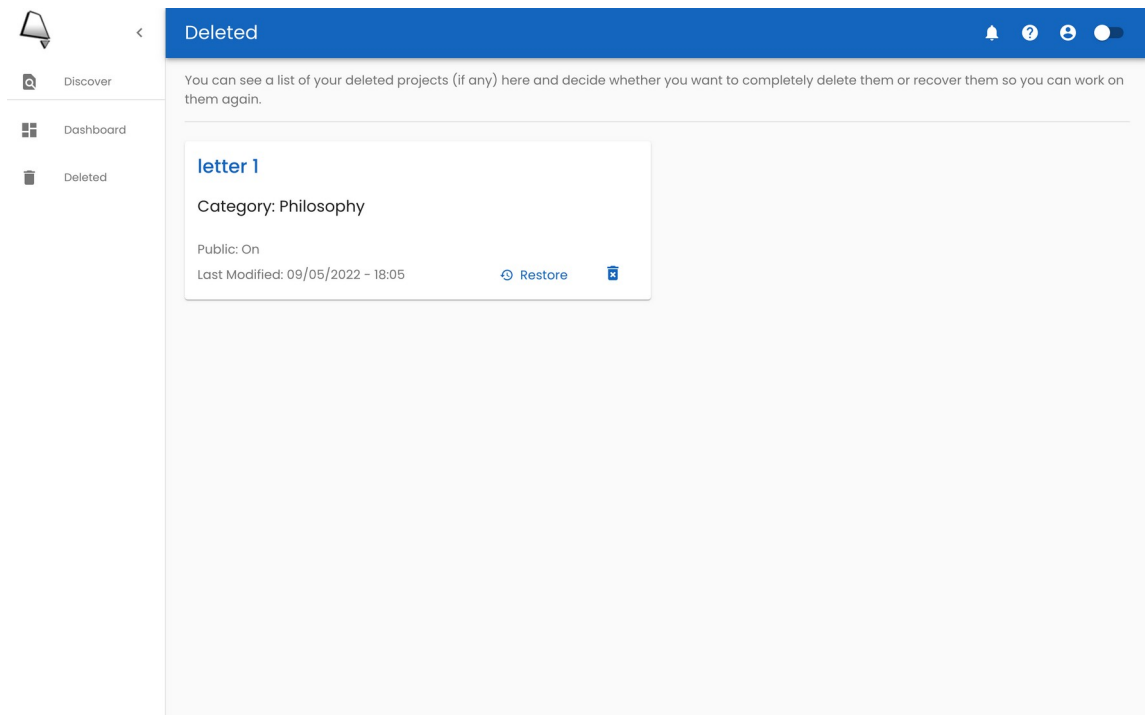 Deleted
Discover
Dashboard
Deleted
You can see a list of your deleted projects (if any) here and decide whether you want to completely delete them or recover them so you can work on
them again.
letter 1
Category: Philosophy
Public: On
Last Modified: 09/05/2022 - 18:05
Restore